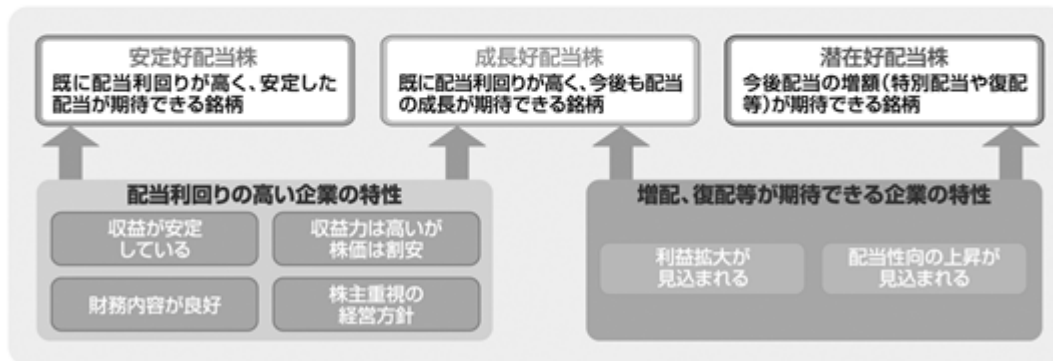 安定好配当株
既に配当利回りが高く、安定した
配当が期待できる銘柄
成長好配当株
既に配当利回りが高く、今後も配当
の成長が期待できる銘柄
潜在好配当株
今後配当の増額(特別配当や復配
等)が期待できる銘柄
配当利回りの高い企業の特性
収益が安定
している
収益力は高いが
株価は割安
財務内容が良好
株主重視の
経営方針
増配、復配等が期待できる企業の特性
利益拡大が
見込まれる
配当性向の上昇が
見込まれる